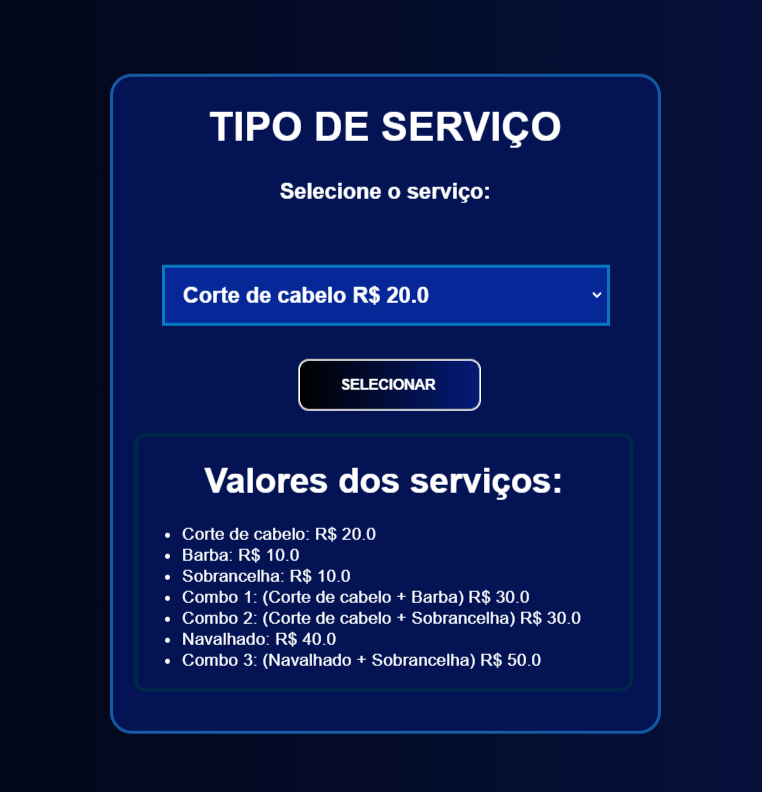 TIPO DE SERVIÇO
Selecione o serviço:
Corte de cabelo R$ 20.0
SELECIONAR
Valores dos serviços:
• Corte de cabelo: R$ 20.0
• Barba: R$ 10.0
• Sobrancelha: R$ 10.0
• Combo 1: (Corte de cabelo + Barba) R$ 30.0
• Combo 2: (Corte de cabelo + Sobrancelha) R$ 30.0
• Navalhado: R$ 40.0
• Combo 3: (Navalhado + Sobrancelha) R$ 50.0